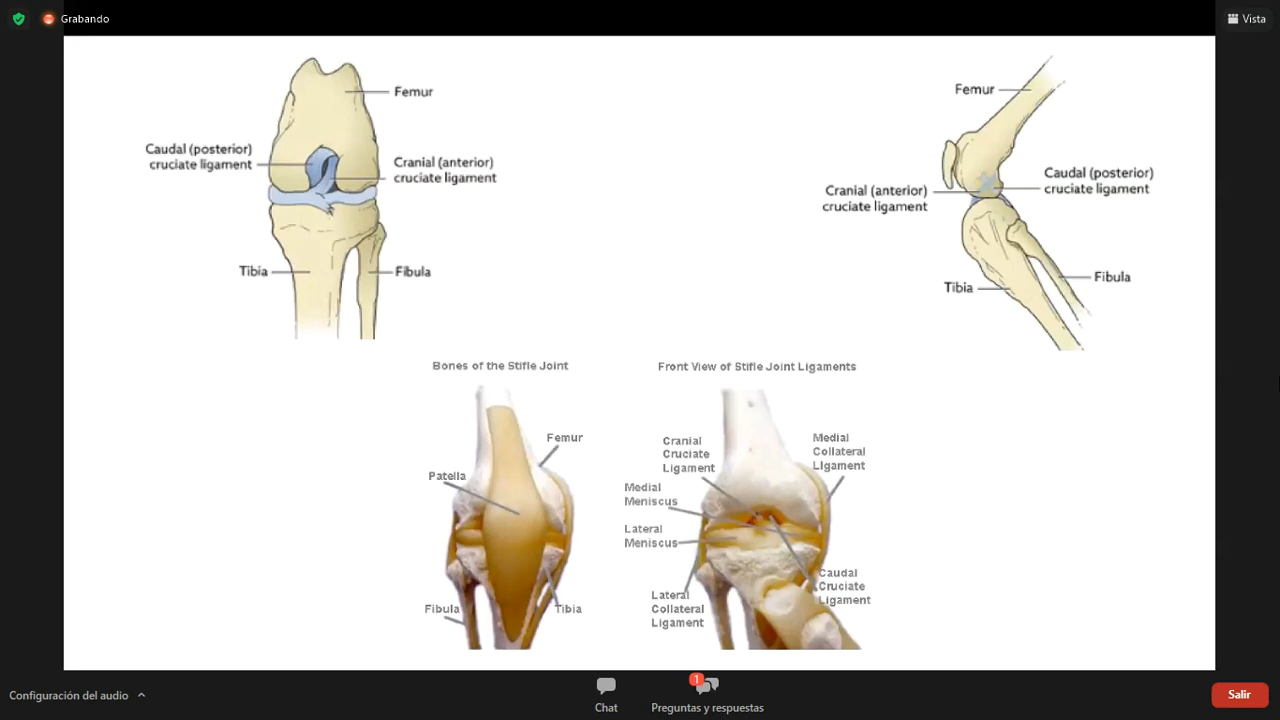 Grabando
Vista
Femur
Caudal (posterior)
cruciate ligament
Cranial (anterior)
cruciate ligament
Tibia
Fibula
Femur
Caudal (posterior)
cruciate ligament
Cranial (anterior)
cruciate ligament
Fibula
Tibia
Bones of the Stifle Joint
Femur
Patella
Fibula
Tibia
Front View of Stifle Joint Ligaments
Cranial
Cruciate
Ligament
Medial
Collateral
Ligament
Medial
Meniscus
Lateral
Meniscus
Caudal
Cruciate
Ligament
Lateral
Collateral
Ligament
Configuración del audio
Chat
1
Preguntas y respuestas
Salir